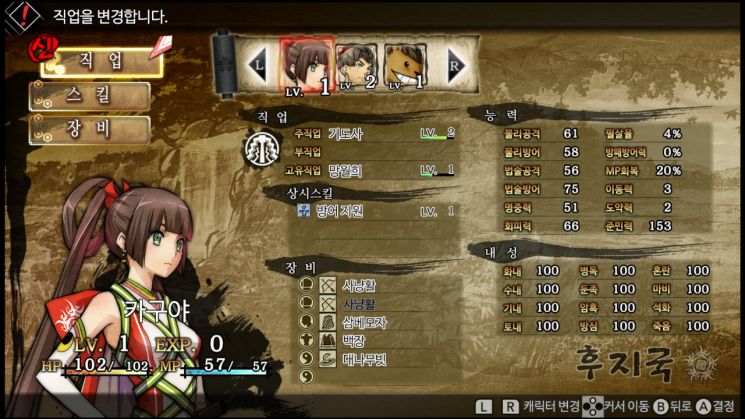 직업을 변경합니다.
직 업
스 킬
장 비
L
R
LV. 1
LV. 2
LV. 1
직 업
주직업 기도사 LV. 2
부직업
고유직업 망월희 LV. 1
상시스킬
방어 지원 LV. 1
장 비
사냥활
사냥활
삼베모자
백장
대나무빗
능 력
물리공격 61 필살율 4%
물리방어 58 방패방어력 0%
법술공격 56 MP회복 20%
법술방어 75 이동력 3
명중력 51 도약력 2
회피력 66 순민력 153
내 성
화내 100 병독 100 혼란 100
수내 100 둔족 100 마비 100
기내 100 암흑 100 석화 100
토내 100 방심 100 죽음 100
카구야
LV. 1 EXP. 0
HP 102/102 MP 57/57
후지국
L R 캐릭터 변경 커서 이동 B 뒤로 A 결정